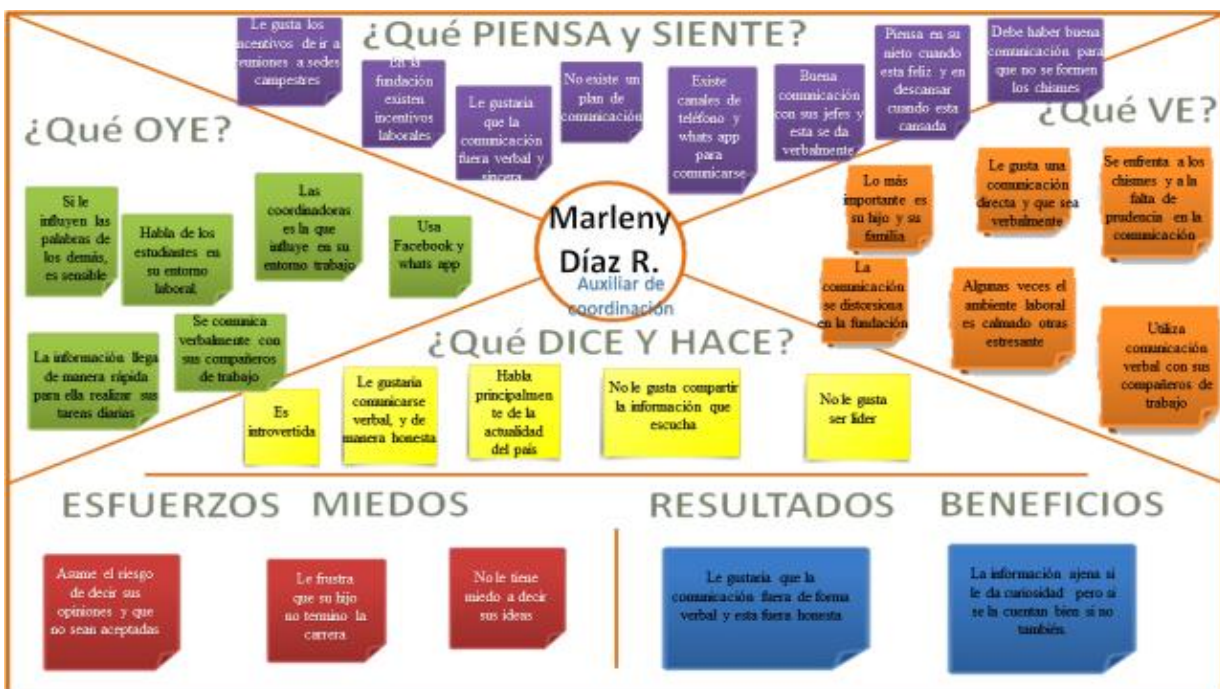 ¿Qué PIENSA y SIENTE?
Le gusta los
incentivos de ir a
reuniones a sedes
campestres
En la
fundación
existen
incentivos
laborales
Le gustaria
que la
comunicación
fuera verbal y
sincera
No existe un
plan de
comunicación
Existe
canales de
teléfono y
whats app
para
comunicarse
Buena
comunicación
con sus jefes y
esta se da
verbalmente
Piensa en su
nieto cuando
esta feliz y en
descansar
cuando esta
cansada
Debe haber buena
comunicación para
que no se formen
los chismes
¿Qué OYE?
Si le
influyen las
palabras de
los demás,
es sensible
Habla de los
estudiantes en
su entorno
laboral
Las
coordinadoras
es la que
influye en su
entorno trabajo
Usa
Facebook y
whats app
La información llega
de manera rápida
para ella realizar sus
tareas diarias
Se comunica
verbalmente con
sus compañeros
de trabajo
Marleny
Díaz R.
Auxiliar de
coordinación
¿Qué VE?
Lo más
importante es
su hijo y su
familia
Le gusta una
comunicación
directa y que sea
verbalmente
Se enfrenta a los
chismes y a la
falta de
prudencia en la
comunicación
La
comunicación
se distorsiona
en la fundación
Algunas veces el
ambiente laboral
es calmado otras
estresante
Utiliza
comunicación
verbal con sus
compañeros de
trabajo
¿Qué DICE Y HACE?
Es
introvertida
Le gustaria
comunicarse
verbal, y de
manera honesta
Habla
principalmen
te de la
actualidad
del país
No le gusta compartir
la información que
escucha
No le gusta
ser líder
ESFUERZOS MIEDOS
Asume el riesgo
de decir sus
opiniones y que
no sean aceptadas
Le frustra
que su hijo
no termino la
carrera
No le tiene
miedo a decir
sus ideas
RESULTADOS BENEFICIOS
Le gustaria que la
comunicación fuera de forma
verbal y esta fuera honesta
La información ajena si
le da curiosidad pero si
se la cuentan bien si no
también.